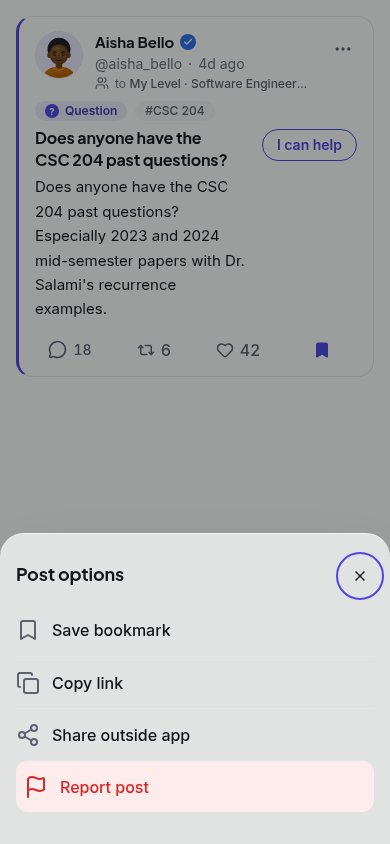 Aisha Bello
@aisha_bello · 4d ago
to My Level · Software Engineer...
? Question #CSC 204
Does anyone have the
CSC 204 past questions?
I can help
Does anyone have the CSC
204 past questions?
Especially 2023 and 2024
mid-semester papers with Dr.
Salami's recurrence
examples.
18 6 42
Post options
Save bookmark
Copy link
Share outside app
Report post